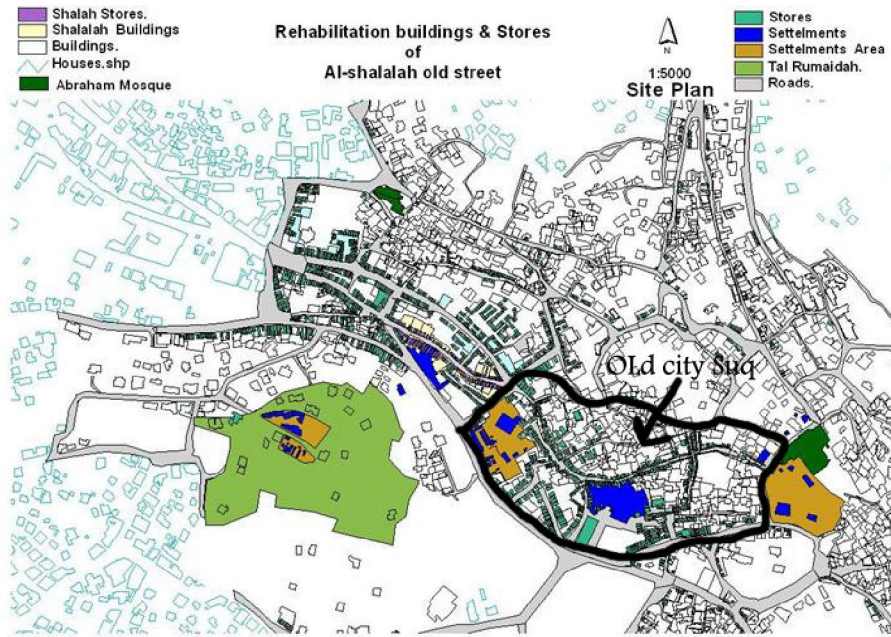 Shalah Stores.
Shalalah Buildings
Buildings.
Houses.shp
Abraham Mosque
Rehabilitation buildings & Stores
of
Al-shalalah old street
N
1:5000
Site Plan
Stores
Settelments
Settelments Area
Tal Rumaidah.
Roads.
OLd city Suq